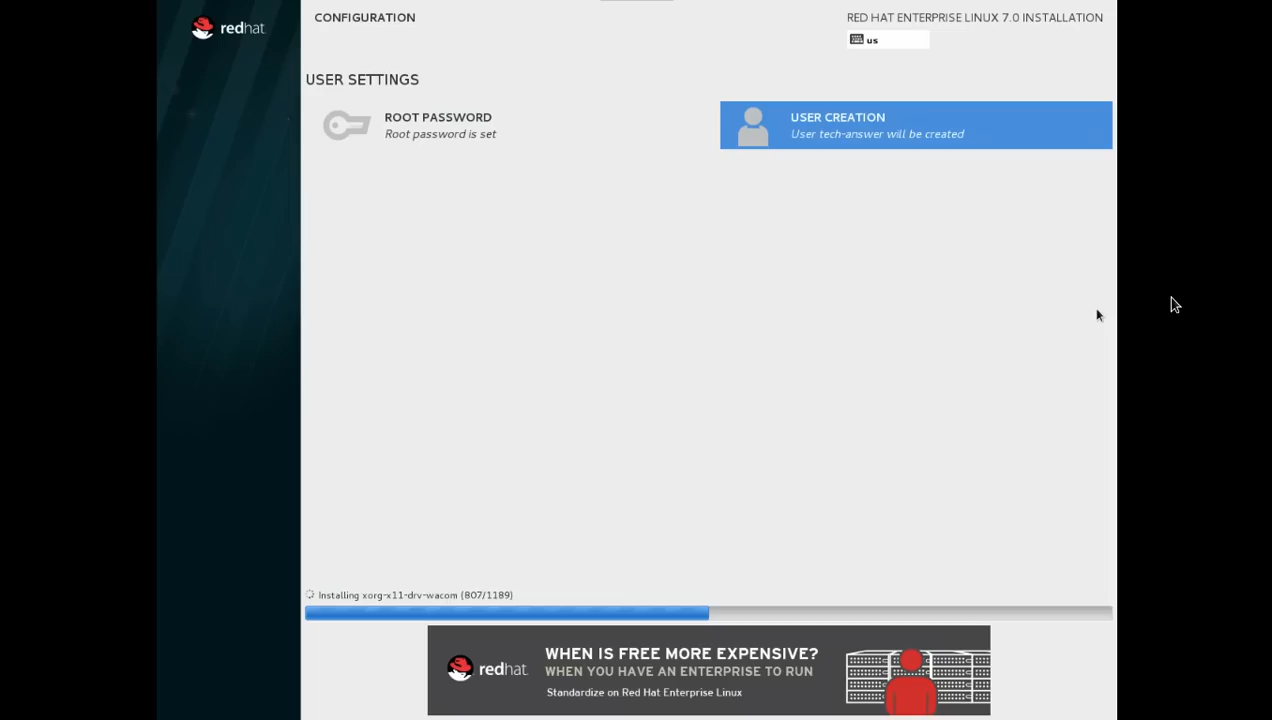 redhat.
CONFIGURATION
RED HAT ENTERPRISE LINUX 7.0 INSTALLATION
us
USER SETTINGS
ROOT PASSWORD
Root password is set
USER CREATION
User tech-answer will be created
Installing xorg-x11-drv-wacom (807/1189)
redhat.
WHEN IS FREE MORE EXPENSIVE?
WHEN YOU HAVE AN ENTERPRISE TO RUN
Standardize on Red Hat Enterprise Linux